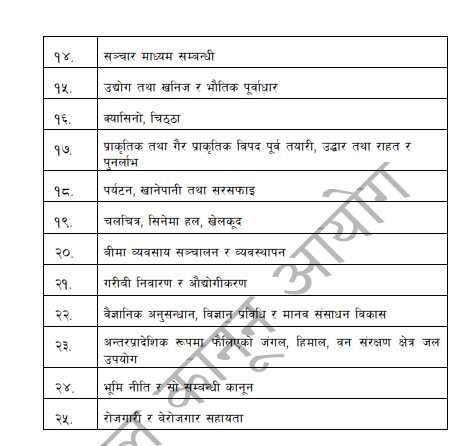 १४. सञ्चार माध्यम सम्बन्धी
१५. उद्योग तथा खनिज र भौतिक पूर्वाधार
१६. क्यासिनो, चिठ्ठा
१७. प्राकृतिक तथा गैर प्राकृतिक विपद पूर्व तयारी, उद्धार तथा राहत र
पुनर्लाभ
१८. पर्यटन, खानेपानी तथा सरसफाइ
१९. चलचित्र, सिनेमा हल, खेलकूद
२०. बीमा व्यवसाय सञ्चालन र व्यवस्थापन
२१. गरीबी निवारण र औद्योगीकरण
२२. वैज्ञानिक अनुसन्धान, विज्ञान प्रविधि र मानव संसाधन विकास
२३. अन्तरप्रादेशिक रूपमा फैलिएको जंगल, हिमाल, वन संरक्षण क्षेत्र जल
उपयोग
२४. भूमि नीति र सो सम्बन्धी कानून
२५. रोजगारी र बेरोजगार सहायता
कानून आयोग